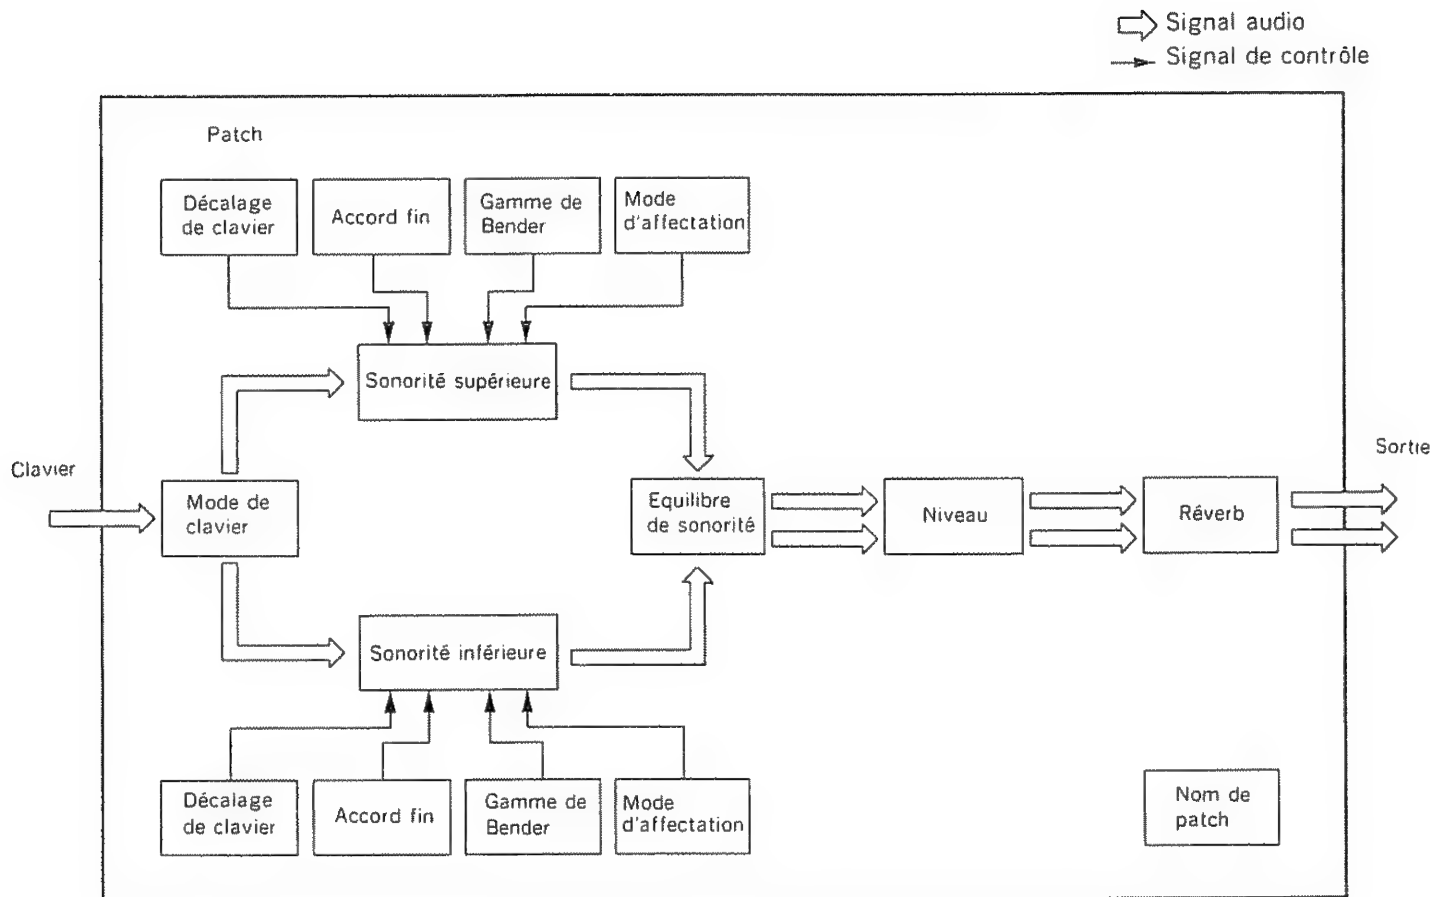 Signal audio
Signal de contrôle
Patch
Décalage
de clavier
Accord fin
Gamme de
Bender
Mode
d'affectation
Sonorité supérieure
Clavier
Mode de
clavier
Equilibre
de sonorité
Niveau
Réverb
Sortie
Sonorité inférieure
Décalage
de clavier
Accord fin
Gamme de
Bender
Mode
d'affectation
Nom de
patch